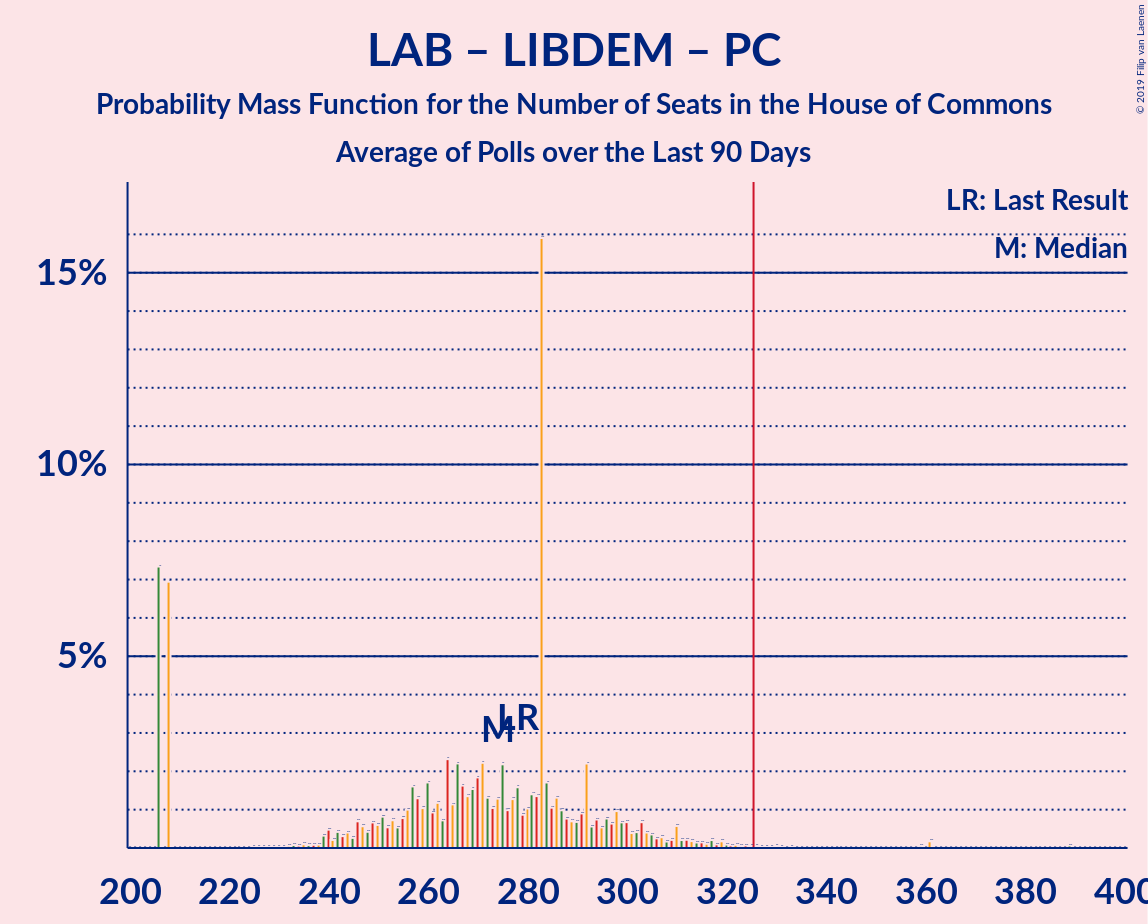 LAB – LIBDEM – PC
Probability Mass Function for the Number of Seats in the House of Commons
Average of Polls over the Last 90 Days
© 2019 Filip van Laenen
LR: Last Result
M: Median
15%
10%
5%
LR
M
200 220 240 260 280 300 320 340 360 380 400